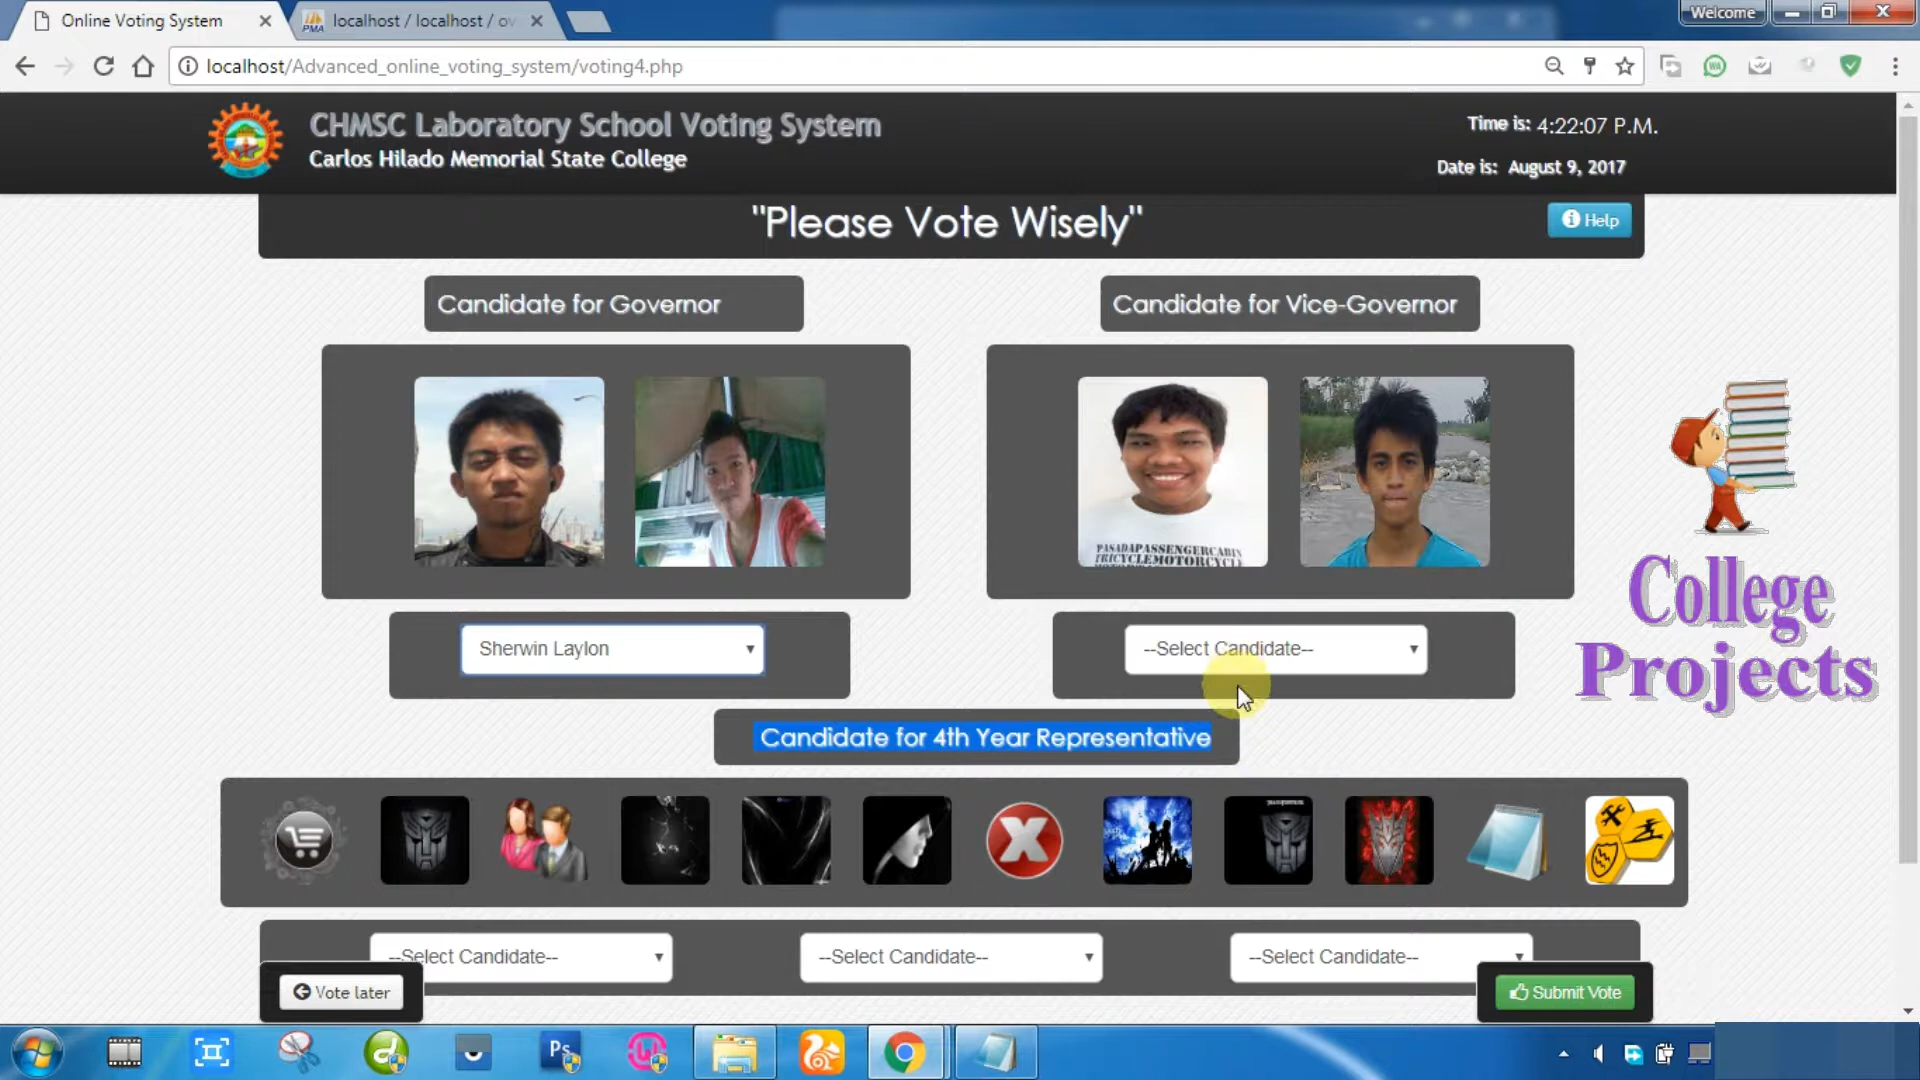 Online Voting System
localhost / localhost / ov
Welcome
localhost/Advanced_online_voting_system/voting4.php
CHMSC Laboratory School Voting System
Carlos Hilado Memorial State College
Time is: 4:22:07 P.M.
Date is: August 9, 2017
"Please Vote Wisely"
Help
Candidate for Governor
Candidate for Vice-Governor
PASADAPASSENGERCABIN
TRICYCLEMOTORCYCL
College
Projects
Sherwin Laylon
--Select Candidate--
Candidate for 4th Year Representative
--Select Candidate--
--Select Candidate--
--Select Candidate--
Vote later
Submit Vote
Ps